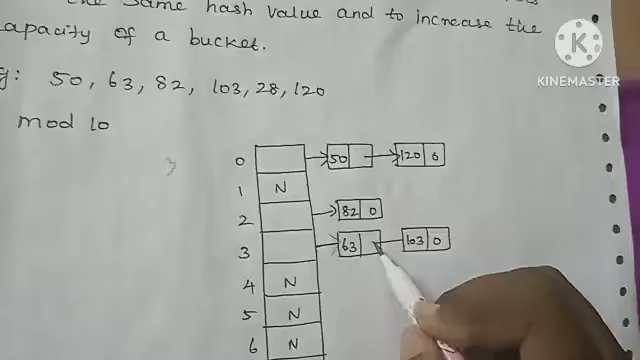 the same hash value and to increase the
capacity of a bucket.
g: 50, 63, 82, 103, 28, 120
mod 10
KINEMASTER
0 50 120 0
1 N
2 82 0
3 63 103 0
4 N
5 N
6 N